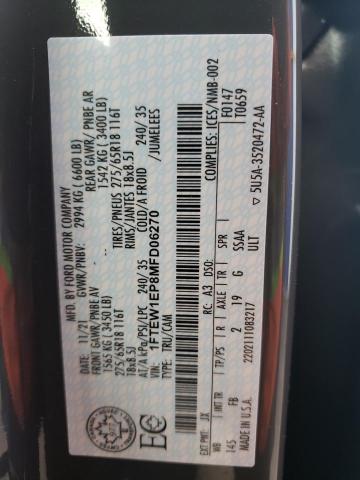 MFD BY FORD MOTOR COMPANY
11/21 GVWR/PNBV: 2994 KG ( 6600 LB)
FRONT GAWR/ PNBE AV REAR GAWR/ PNBE AR
1565 KG ( 3450 LB) 1542 KG ( 3400 LB)
275/65R18 116T TIRES/PNEUS 275/65R18 116T
18x8.5J RIMS/JANTES 18x8.5J
AT/A kPa/PSI/LPC 240/ 35 COLD/A FROID 240/ 35
1FTEW1EP8MFD06270 /JUMELEES
TYPE: TRU/CAM
EC COMPLIES: ICES/NMB-002
F0147
T0659
EXT PNT: JX RC: A3 DSO:
WB INT TR TP/PS R AXLE TR SPR
145 FB 2 19 G SSAA
ULT
2202111083217 ▽ 5U5A-3520472-AA
MADE IN U.S.A.